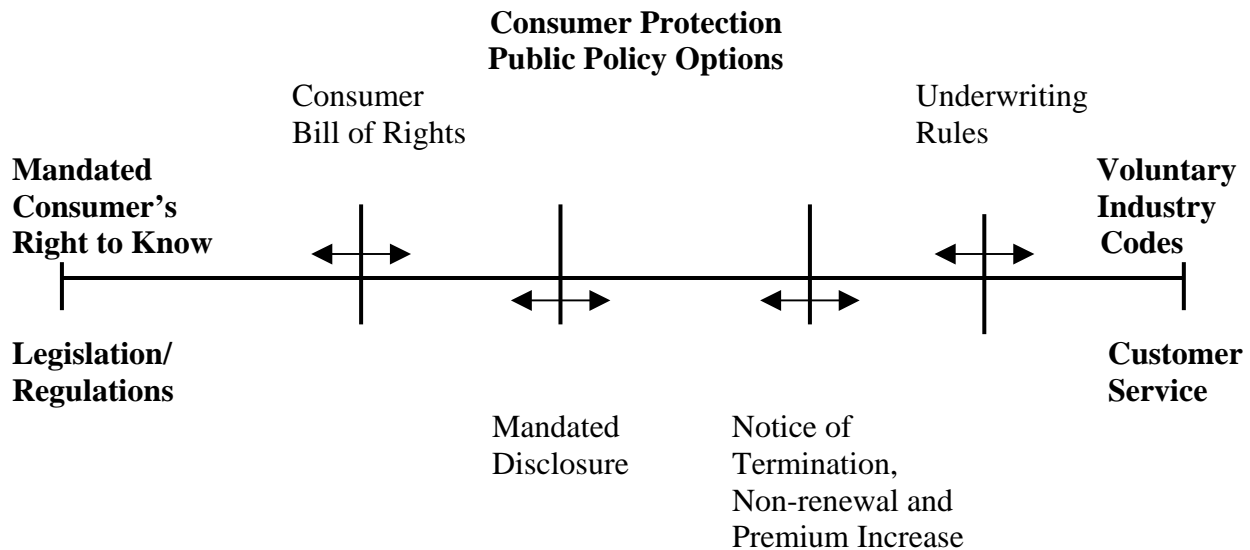 Consumer Protection
Public Policy Options
Consumer
Bill of Rights
Underwriting
Rules
Mandated
Consumer's
Right to Know
Voluntary
Industry
Codes
Legislation/
Regulations
Customer
Service
Mandated
Disclosure
Notice of
Termination,
Non-renewal and
Premium Increase